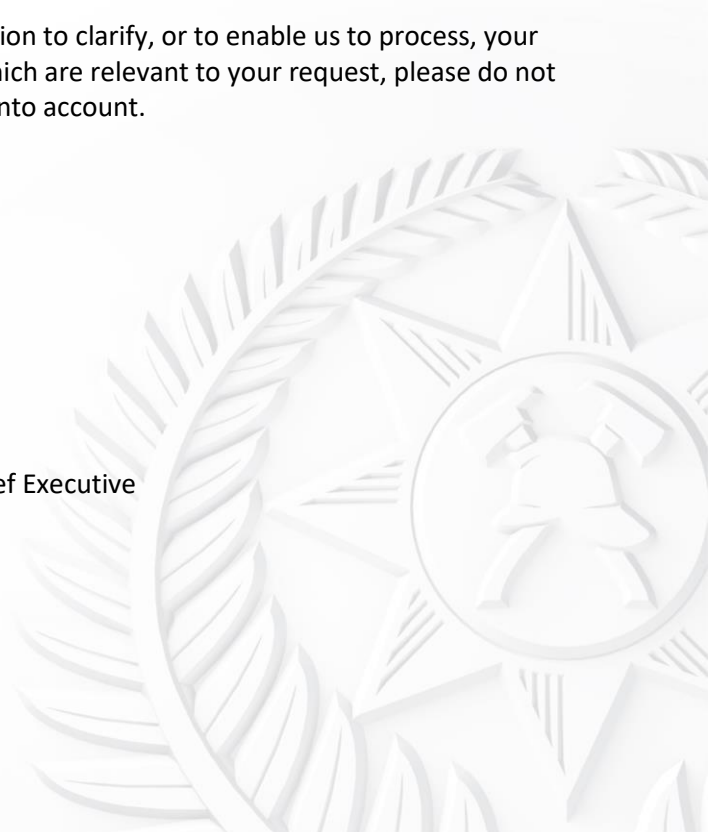 ion to clarify, or to enable us to process, your
hich are relevant to your request, please do not
nto account.
ef Executive